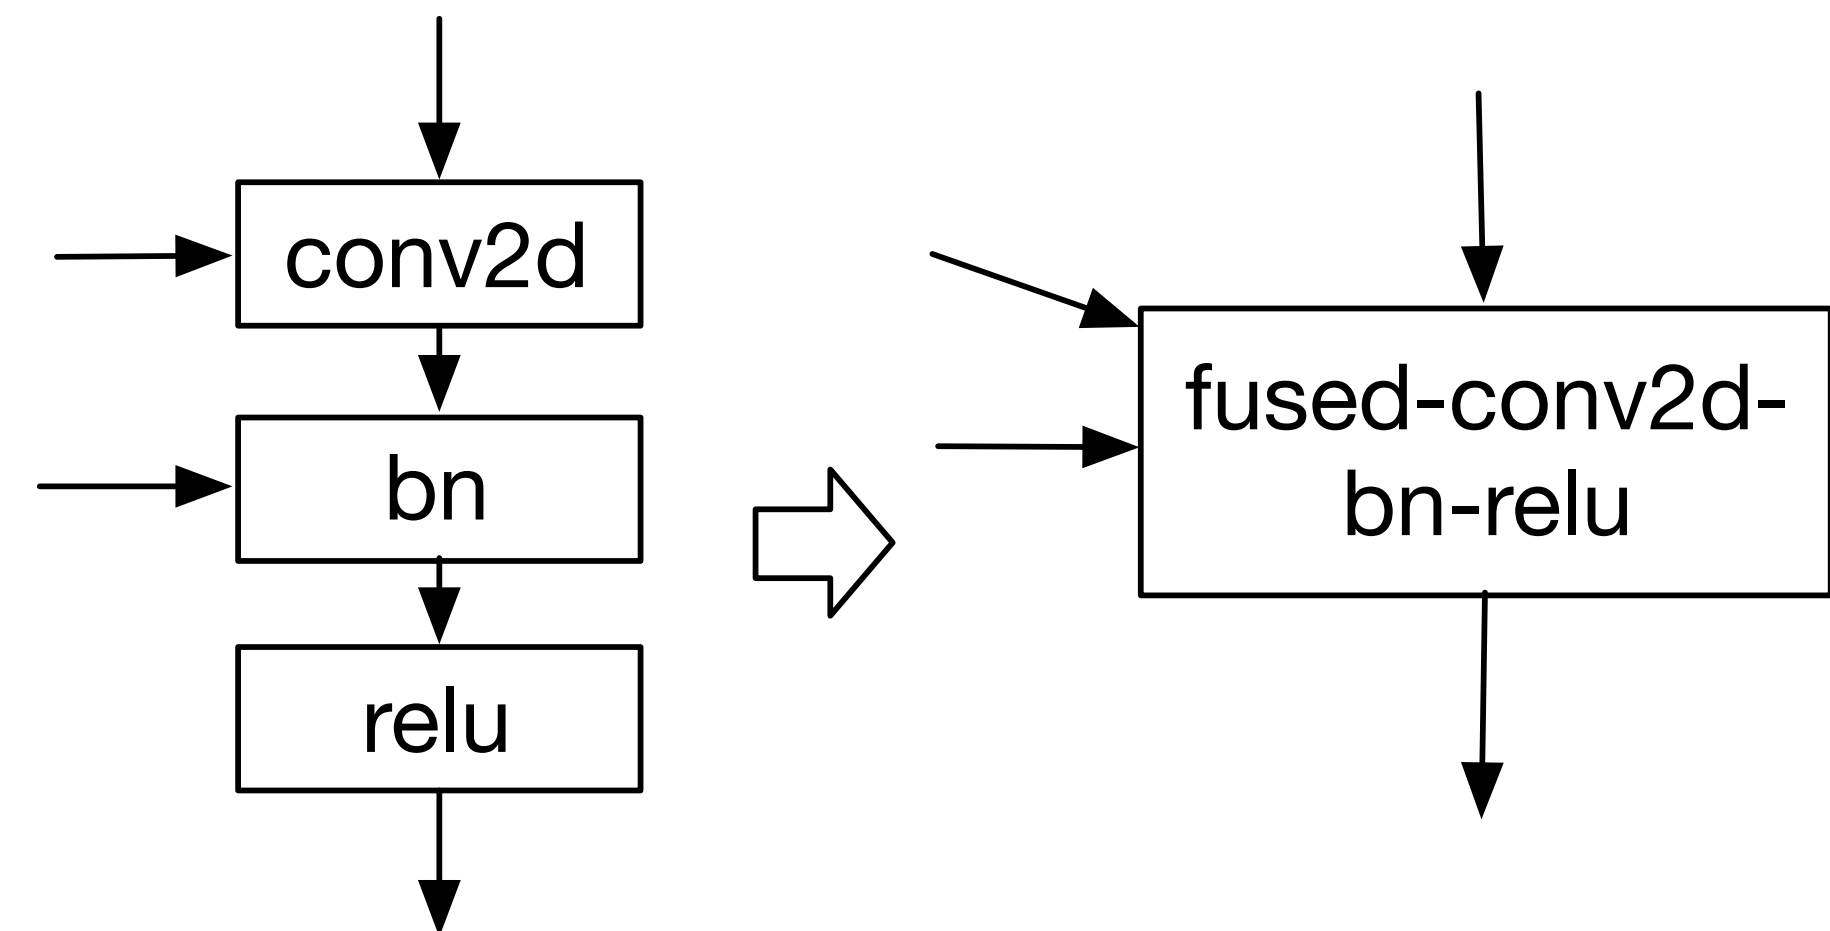 conv2d
bn
relu
fused-conv2d-
bn-relu